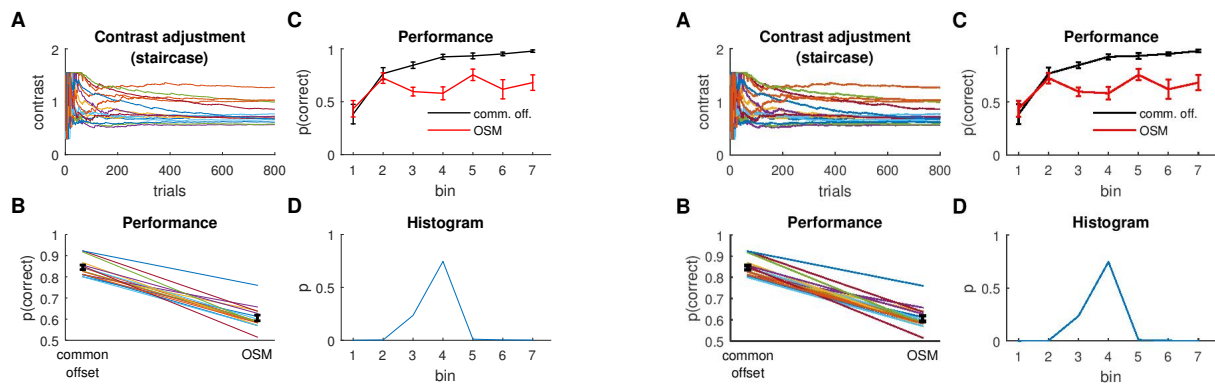 A
Contrast adjustment
(staircase)
2
1
0
contrast
0
200
400
600
800
trials
C
Performance
1
0.5
0
p(correct)
comm. off.
OSM
1 2 3 4 5 6 7
bin
B
Performance
1
0.9
0.8
0.7
0.6
0.5
p(correct)
common
offset
OSM
D
Histogram
1
0.5
0
p
1 2 3 4 5 6 7
bin
A
Contrast adjustment
(staircase)
2
1
0
contrast
0
200
400
600
800
trials
C
Performance
1
0.5
0
p(correct)
comm. off.
OSM
1 2 3 4 5 6 7
bin
B
Performance
1
0.9
0.8
0.7
0.6
0.5
p(correct)
common
offset
OSM
D
Histogram
1
0.5
0
p
1 2 3 4 5 6 7
bin